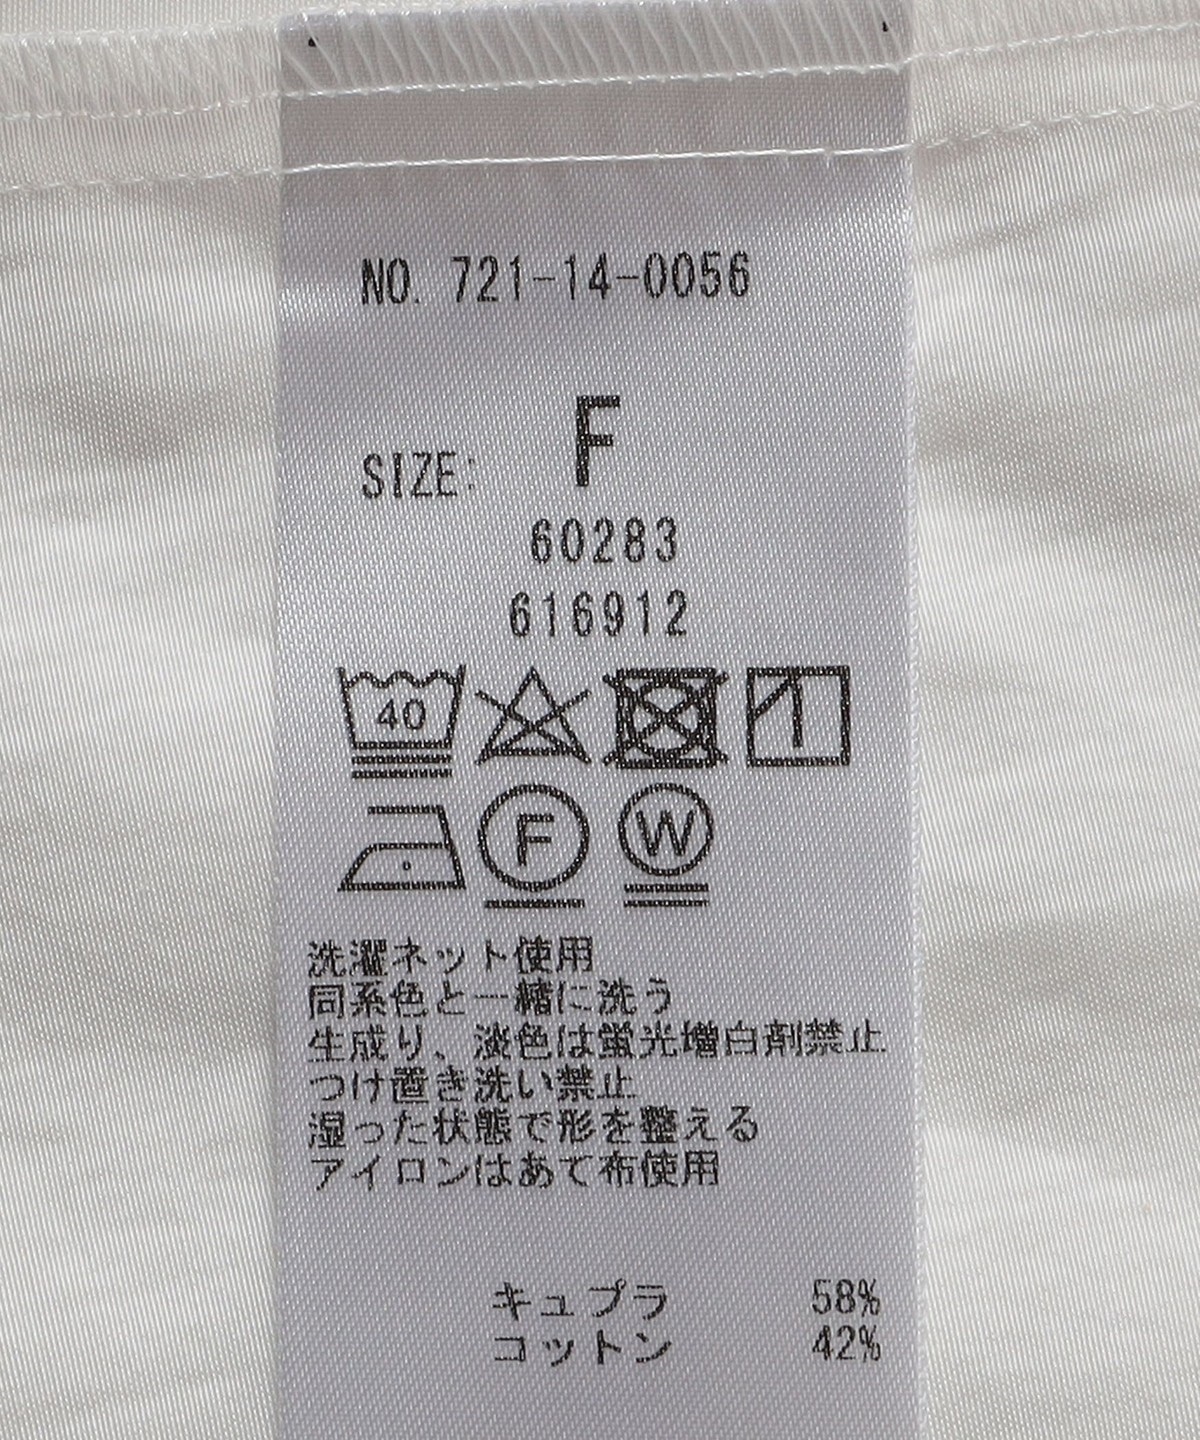 NO. 721-14-0056
SIZE: F
60283
616912
40
F W
洗濯ネット使用
同系色と一緒に洗う
生成り、淡色は蛍光増白剤禁止
つけ置き洗い禁止
湿った状態で形を整える
アイロンはあて布使用
キュプラ 58%
コットン 42%